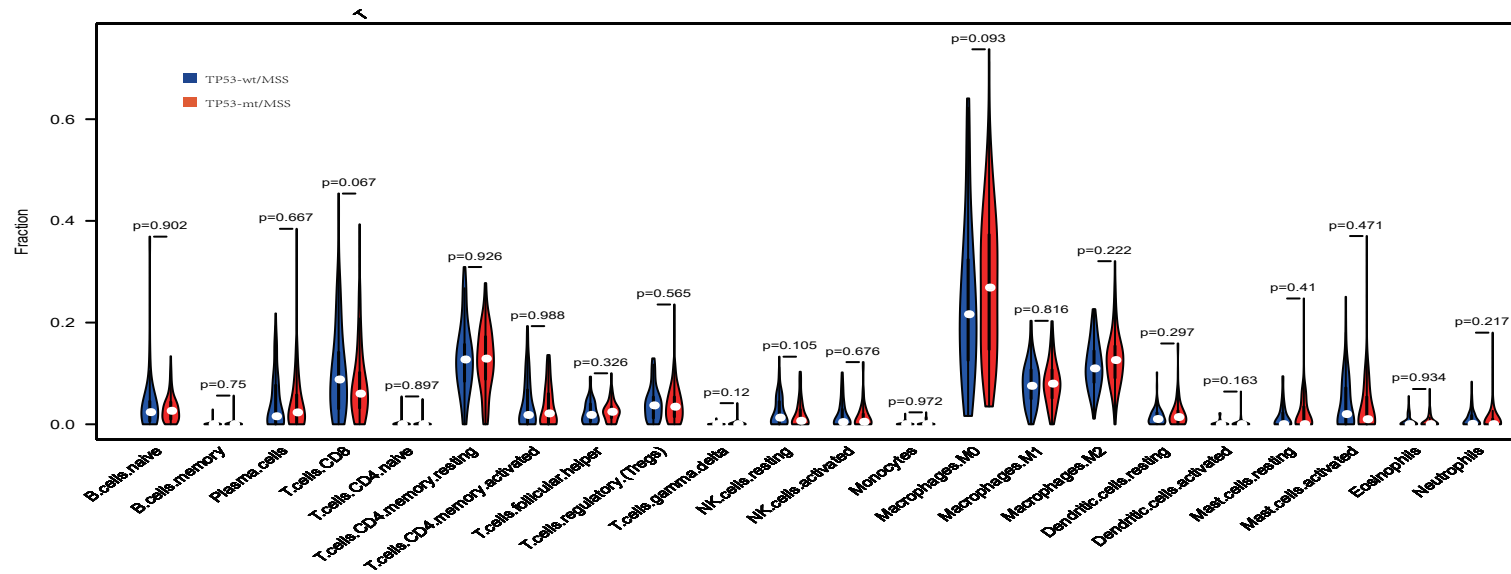 T
p=0.093
TP53-wt/MSS
TP53-mt/MSS
0.6
p=0.067
p=0.667
p=0.902
p=0.471
0.4
Fraction
p=0.926
p=0.222
p=0.988
p=0.565
p=0.816
p=0.41
p=0.217
0.2
p=0.326
p=0.105
p=0.676
p=0.297
p=0.75
p=0.897
p=0.12
p=0.972
p=0.163
p=0.934
0.0
B.cells.naive
B.cells.memory
Plasma.cells
T.cells.CD8
T.cells.CD4.naive
T.cells.CD4.memory.resting
T.cells.CD4.memory.activated
T.cells.follicular.helper
T.cells.regulatory.(Tregs)
T.cells.gamma.delta
NK.cells.resting
NK.cells.activated
Monocytes
Macrophages.M0
Macrophages.M1
Macrophages.M2
Dendritic.cells.resting
Dendritic.cells.activated
Mast.cells.resting
Mast.cells.activated
Eosinophils
Neutrophils